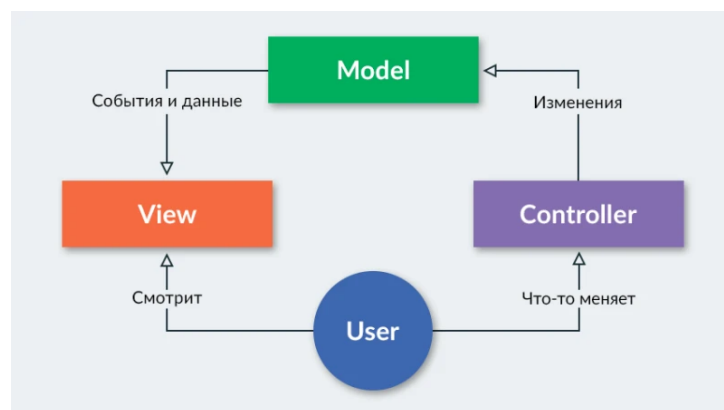 Model
События и данные
Изменения
View
Controller
Смотрит
Что-то меняет
User